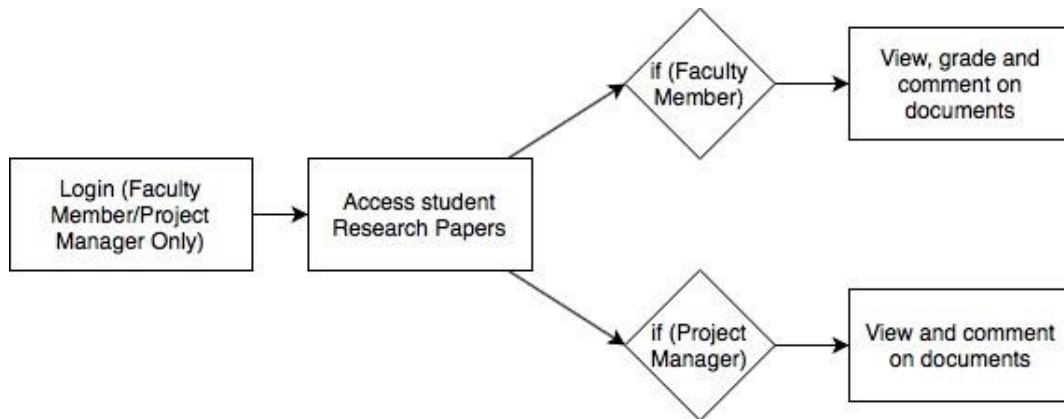 Login (Faculty
Member/Project
Manager Only)
Access student
Research Papers
if (Faculty
Member)
View, grade and
comment on
documents
if (Project
Manager)
View and comment
on documents